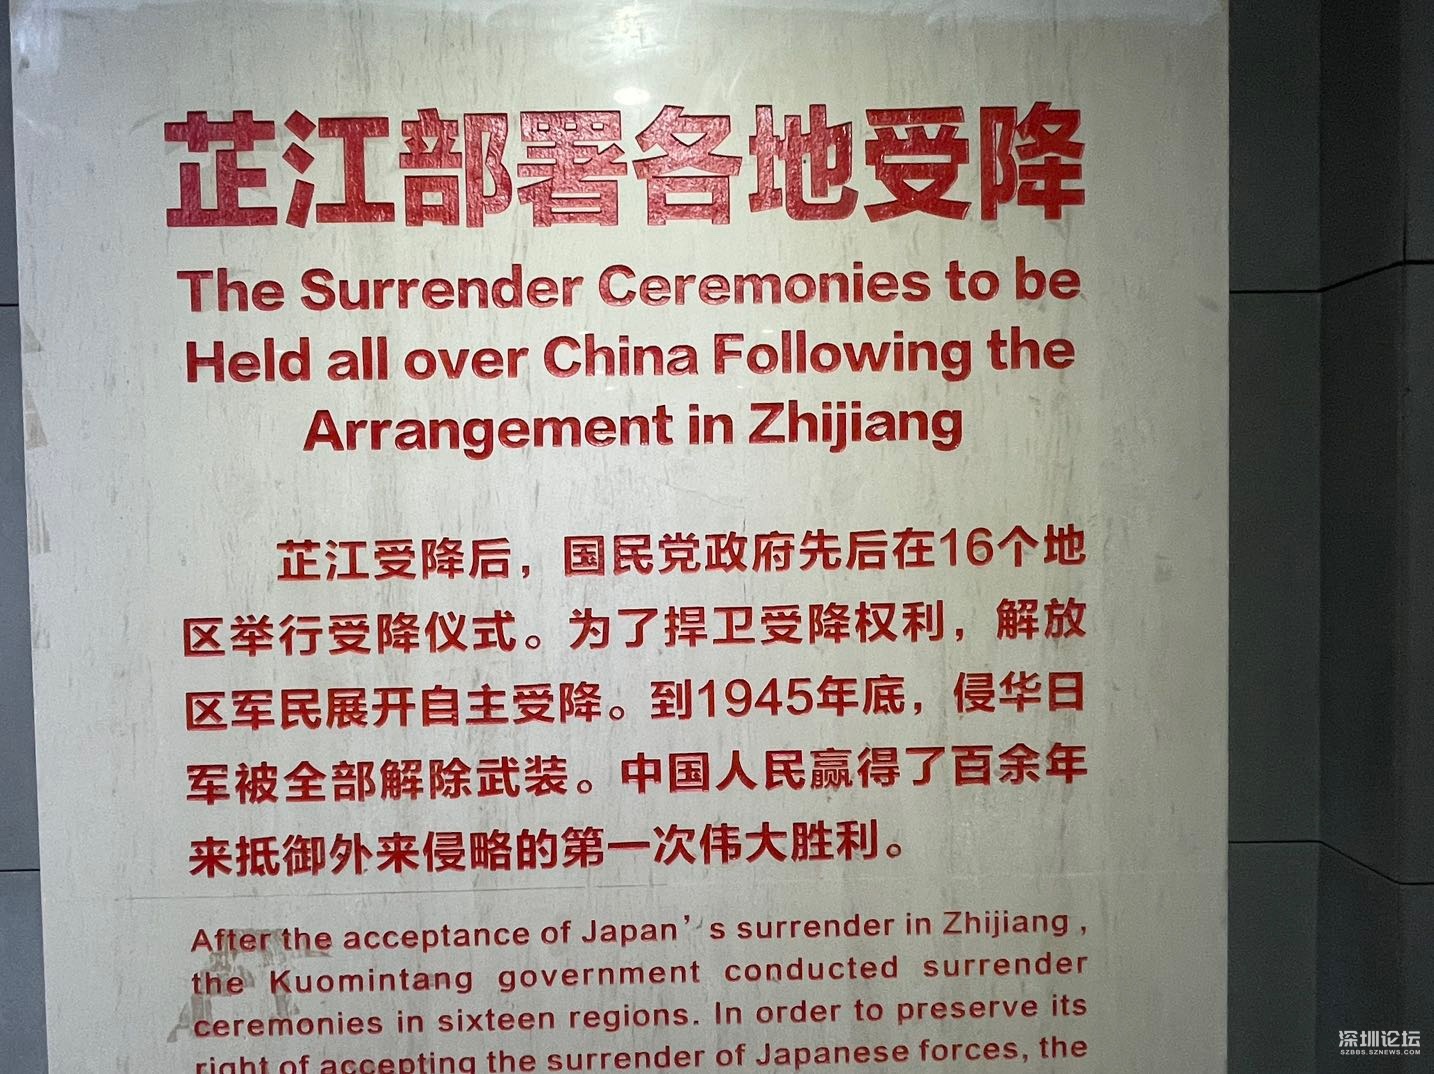 芷江部署各地受降
The Surrender Ceremonies to be
Held all over China Following the
Arrangement in Zhijiang
芷江受降后，国民党政府先后在16个地
区举行受降仪式。为了捍卫受降权利，解放
区军民展开自主受降。到1945年底，侵华日
军被全部解除武装。中国人民赢得了百余年
来抵御外来侵略的第一次伟大胜利。
After the acceptance of Japan’s surrender in Zhijiang ,
the Kuomintang government conducted surrender
ceremonies in sixteen regions. In order to preserve its
right of accepting the surrender of Japanese forces, the
深圳论坛
SZBBS.SZNEWS.COM